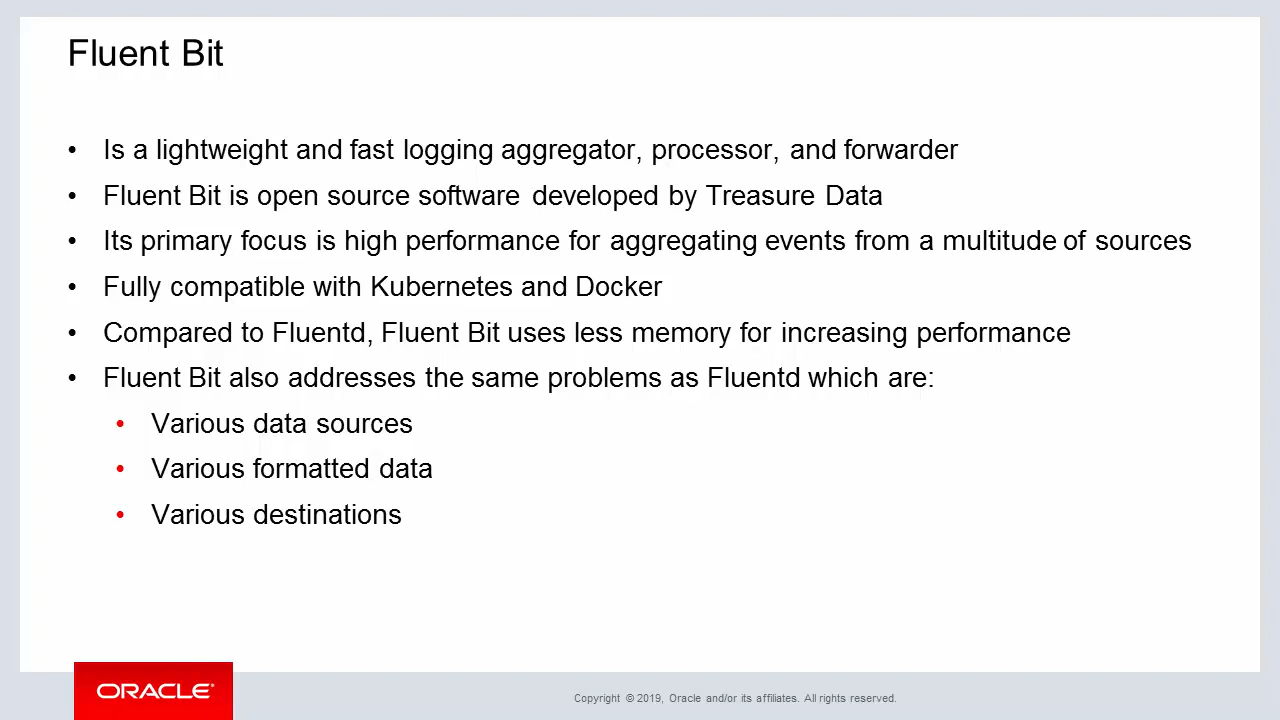 Fluent Bit
• Is a lightweight and fast logging aggregator, processor, and forwarder
• Fluent Bit is open source software developed by Treasure Data
• Its primary focus is high performance for aggregating events from a multitude of sources
• Fully compatible with Kubernetes and Docker
• Compared to Fluentd, Fluent Bit uses less memory for increasing performance
• Fluent Bit also addresses the same problems as Fluentd which are:
• Various data sources
• Various formatted data
• Various destinations
ORACLE®
Copyright © 2019, Oracle and/or its affiliates. All rights reserved.